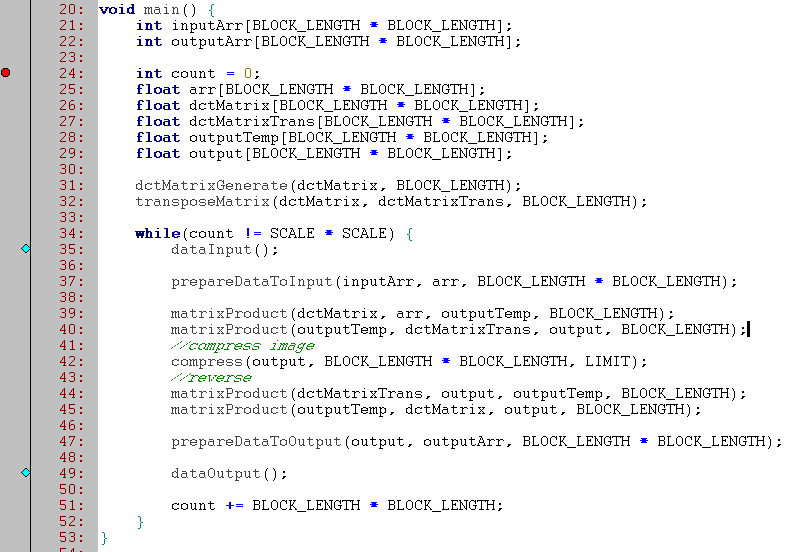 20: void main() {
21:     int inputArr[BLOCK_LENGTH * BLOCK_LENGTH];
22:     int outputArr[BLOCK_LENGTH * BLOCK_LENGTH];
23:
24:     int count = 0;
25:     float arr[BLOCK_LENGTH * BLOCK_LENGTH];
26:     float dctMatrix[BLOCK_LENGTH * BLOCK_LENGTH];
27:     float dctMatrixTrans[BLOCK_LENGTH * BLOCK_LENGTH];
28:     float outputTemp[BLOCK_LENGTH * BLOCK_LENGTH];
29:     float output[BLOCK_LENGTH * BLOCK_LENGTH];
30:
31:     dctMatrixGenerate(dctMatrix, BLOCK_LENGTH);
32:     transposeMatrix(dctMatrix, dctMatrixTrans, BLOCK_LENGTH);
33:
34:     while(count != SCALE * SCALE) {
35:         dataInput();
36:
37:         prepareDataToInput(inputArr, arr, BLOCK_LENGTH * BLOCK_LENGTH);
38:
39:         matrixProduct(dctMatrix, arr, outputTemp, BLOCK_LENGTH);
40:         matrixProduct(outputTemp, dctMatrixTrans, output, BLOCK_LENGTH);
41:         //compress image
42:         compress(output, BLOCK_LENGTH * BLOCK_LENGTH, LIMIT);
43:         //reverse
44:         matrixProduct(dctMatrixTrans, output, outputTemp, BLOCK_LENGTH);
45:         matrixProduct(outputTemp, dctMatrix, output, BLOCK_LENGTH);
46:
47:         prepareDataToOutput(output, outputArr, BLOCK_LENGTH * BLOCK_LENGTH);
48:
49:         dataOutput();
50:
51:         count += BLOCK_LENGTH * BLOCK_LENGTH;
52:     }
53: }